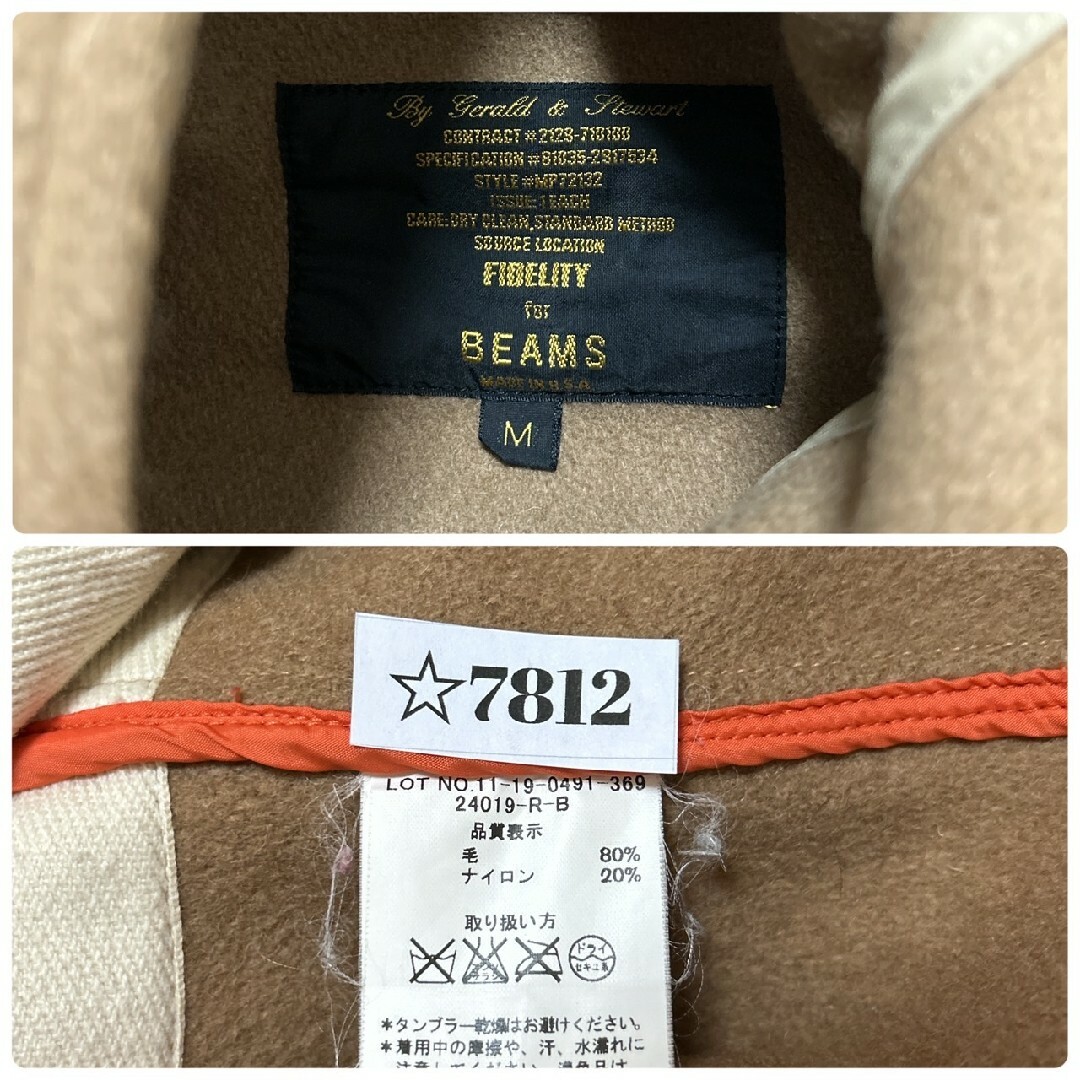 By Gerald & Stewart
CONTRACT #2128-710100
SPECIFICATION #81035-2817534
STYLE #MP72132
ISSUE:1 EACH
CARE:DRY CLEAN,STANDARD METHOD
SOURCE LOCATION
FIDELITY
for
BEAMS
MADE IN U.S.A
M
☆7812
LOT NO.11-19-0491-369
24019-R-B
品質表示
毛 80%
ナイロン 20%
取り扱い方
ドライ
セキユ系
*タンブラー乾燥はお避けください。
*着用中の摩擦や、汗、水濡れに